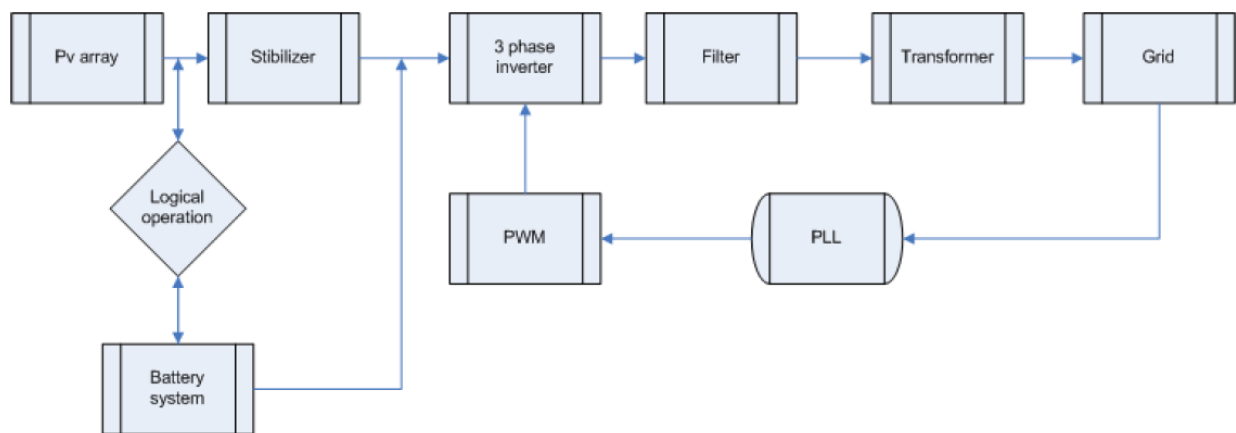 Pv array
Stibilizer
3 phase
inverter
Filter
Transformer
Grid
Logical
operation
PWM
PLL
Battery
system